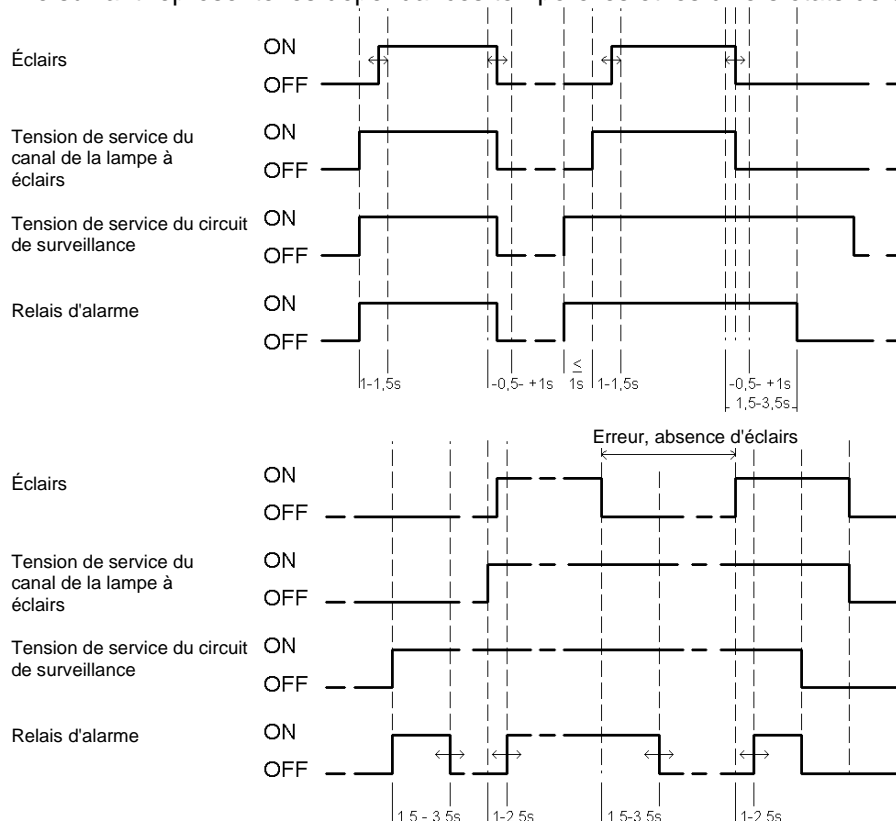 Éclairs
ON
OFF
Tension de service du
canal de la lampe à
éclairs
ON
OFF
Tension de service du circuit
de surveillance
ON
OFF
Relais d'alarme
ON
OFF
1-1,5s
-0,5- +1s
≤
1s
1-1,5s
-0,5- +1s
1,5-3,5s
Erreur, absence d'éclairs
Éclairs
ON
OFF
Tension de service du
canal de la lampe à
éclairs
ON
OFF
Tension de service du circuit
de surveillance
ON
OFF
Relais d'alarme
ON
OFF
1,5 - 3,5s
1-2,5s
1,5-3,5s
1-2,5s